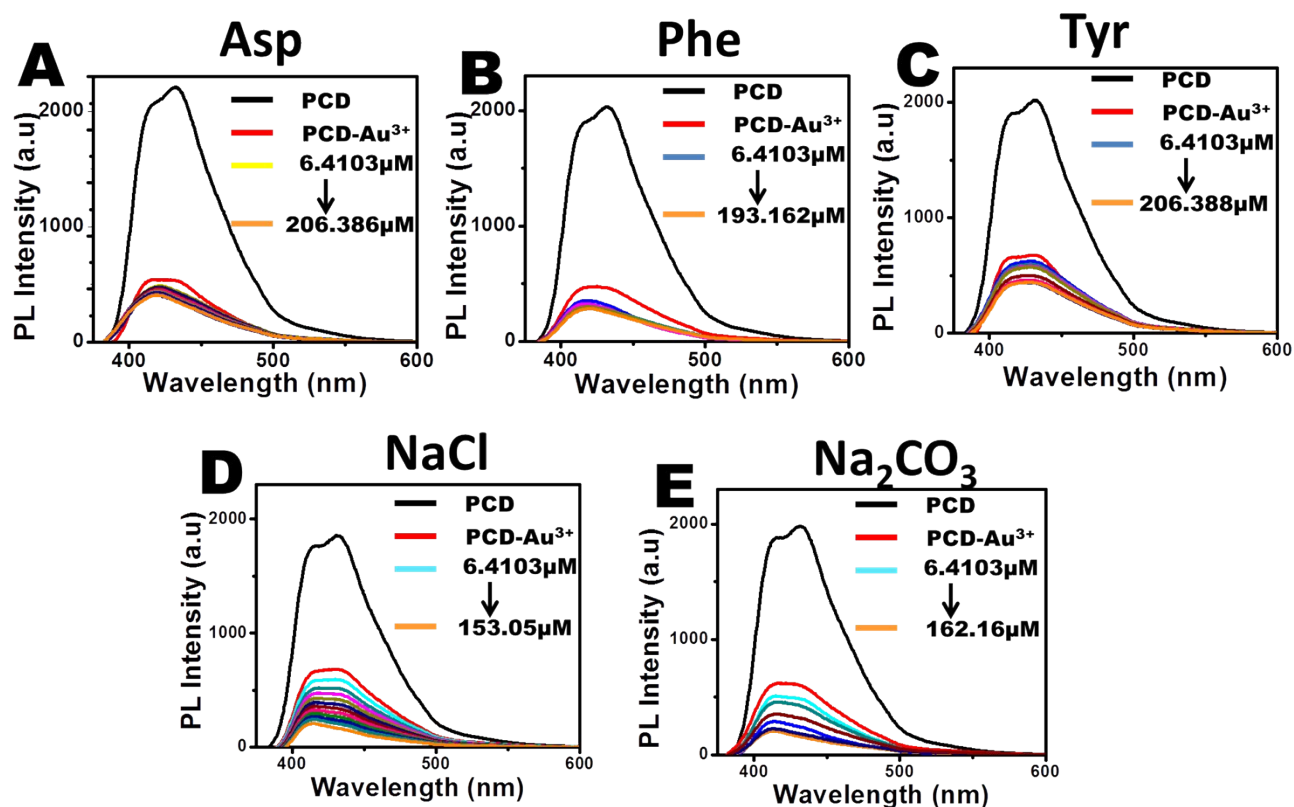 Asp
A
PL Intensity (a.u)
2000
1000
0
PCD
PCD-Au³⁺
6.4103µM
206.386µM
400
500
600
Wavelength (nm)
Phe
B
PL Intensity (a.u)
2000
1000
0
PCD
PCD-Au³⁺
6.4103µM
193.162µM
400
500
600
Wavelength (nm)
Tyr
C
PL Intensity (a.u)
2000
1000
0
PCD
PCD-Au³⁺
6.4103µM
206.388µM
400
500
600
Wavelength (nm)
NaCl
D
PL Intensity (a.u)
2000
1000
0
PCD
PCD-Au³⁺
6.4103µM
153.05µM
400
500
600
Wavelength (nm)
Na₂CO₃
E
PL Intensity (a.u)
2000
1000
0
PCD
PCD-Au³⁺
6.4103µM
162.16µM
400
500
600
Wavelength (nm)